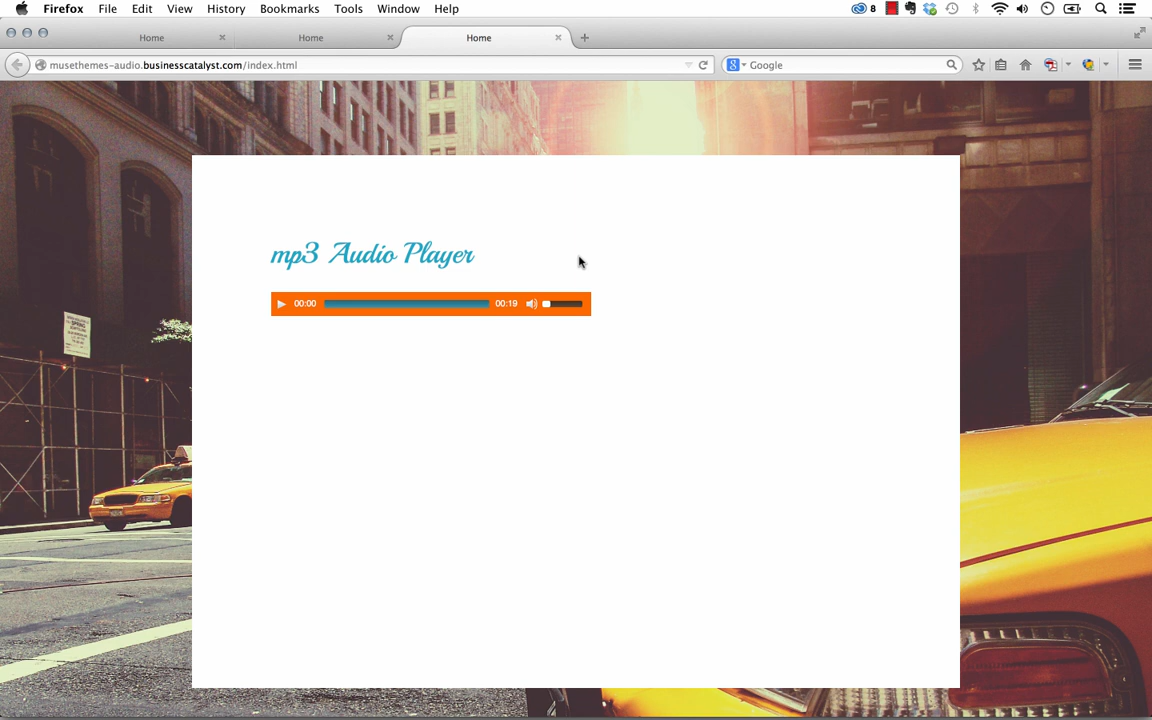 Firefox File Edit View History Bookmarks Tools Window Help 8
Home Home Home
musethemes-audio.businesscatalyst.com/index.html Google
mp3 Audio Player
00:00 00:19